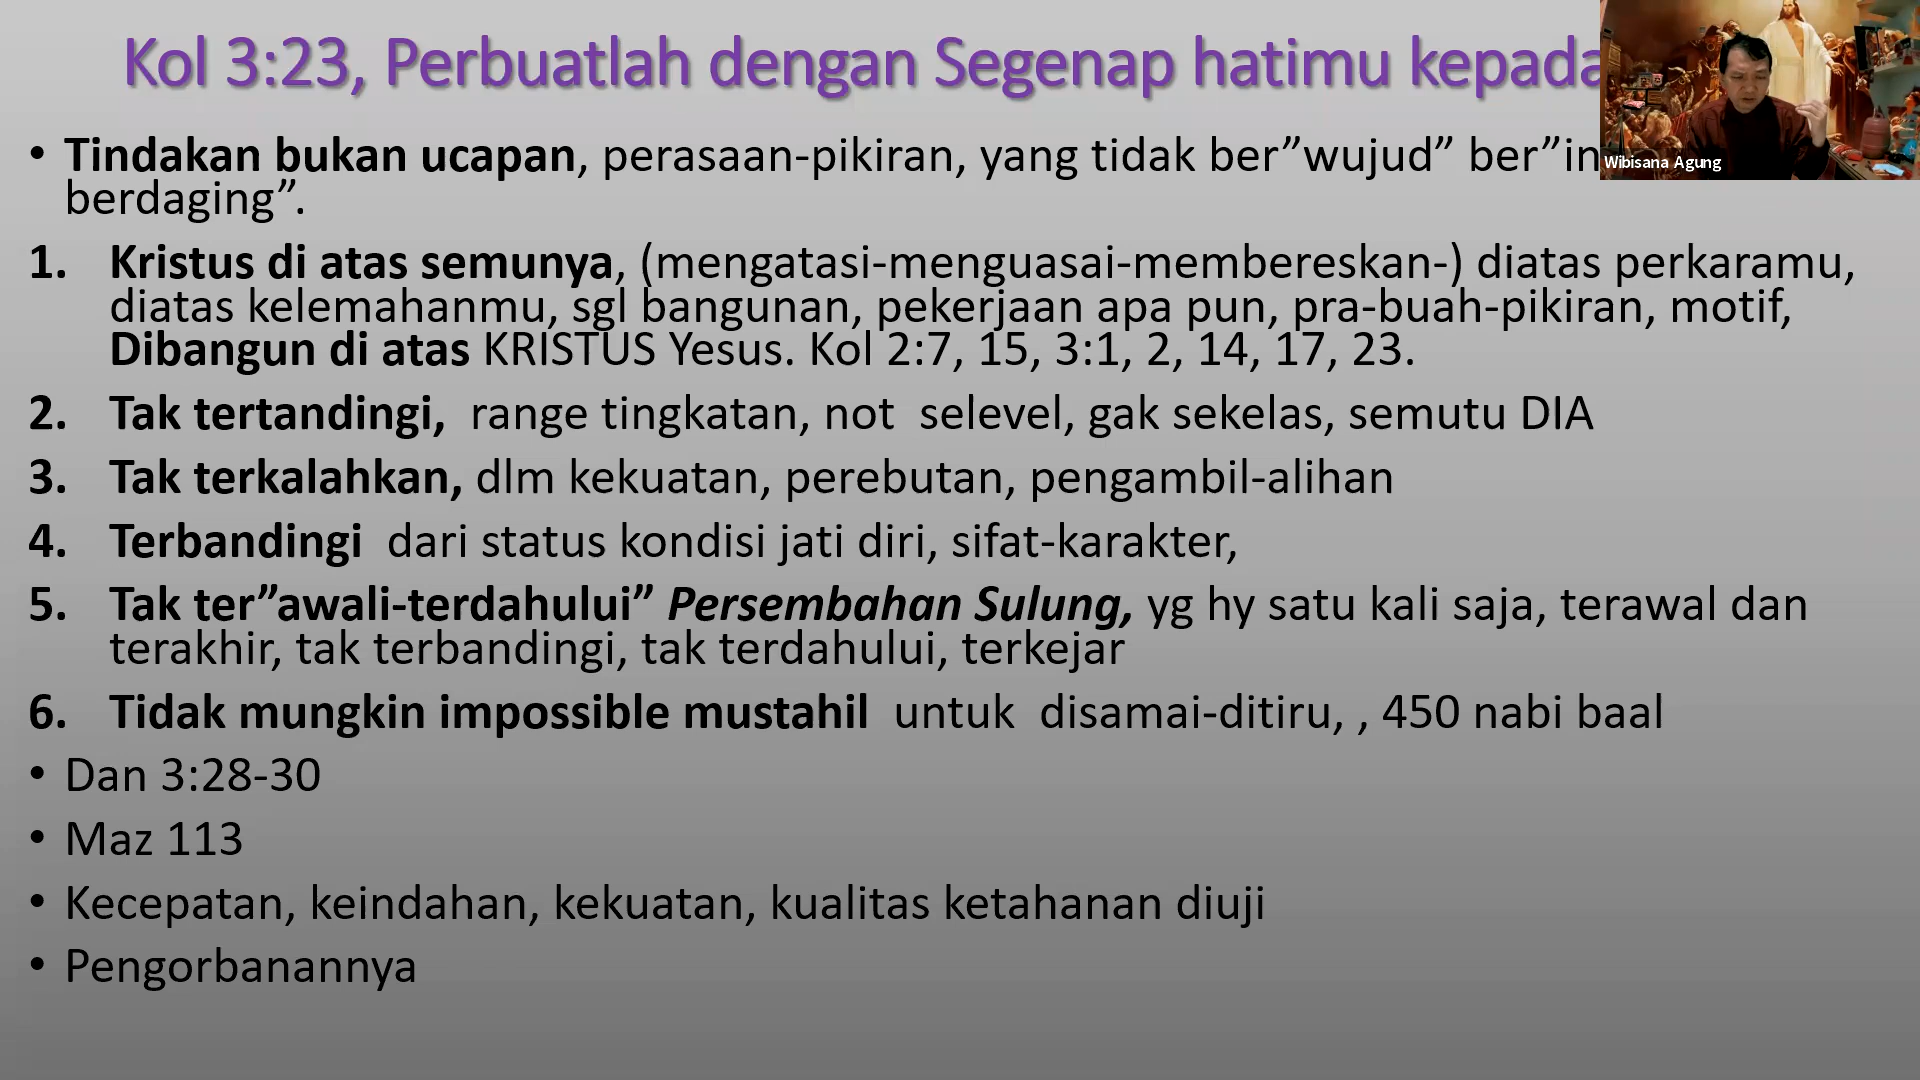 Kol 3:23, Perbuatlah dengan Segenap hatimu kepada
• Tindakan bukan ucapan, perasaan-pikiran, yang tidak ber”wujud” ber”in
berdaging”.
1. Kristus di atas semunya, (mengatasi-menguasai-membereskan-) diatas perkaramu,
diatas kelemahanmu, sgl bangunan, pekerjaan apa pun, pra-buah-pikiran, motif,
Dibangun di atas KRISTUS Yesus. Kol 2:7, 15, 3:1, 2, 14, 17, 23.
2. Tak tertandingi, range tingkatan, not selevel, gak sekelas, semutu DIA
3. Tak terkalahkan, dlm kekuatan, perebutan, pengambil-alihan
4. Terbandingi dari status kondisi jati diri, sifat-karakter,
5. Tak ter”awali-terdahului” Persembahan Sulung, yg hy satu kali saja, terawal dan
terakhir, tak terbandingi, tak terdahului, terkejar
6. Tidak mungkin impossible mustahil untuk disamai-ditiru, , 450 nabi baal
• Dan 3:28-30
• Maz 113
• Kecepatan, keindahan, kekuatan, kualitas ketahanan diuji
• Pengorbanannya
Wibisana Agung